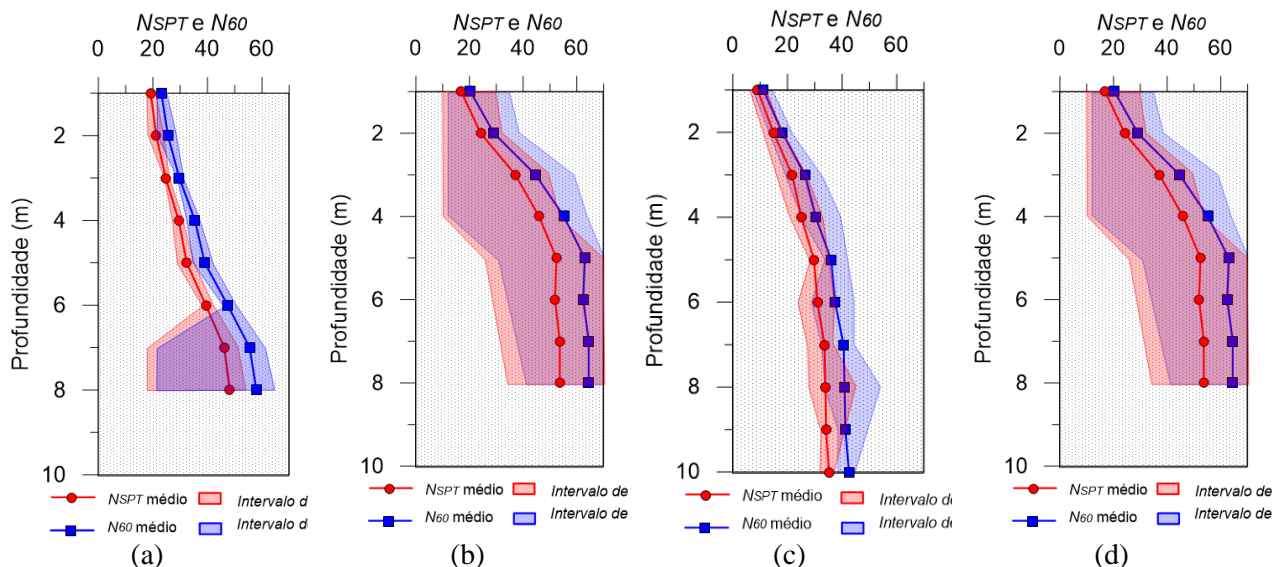 NSPT e N60
0 20 40 60
Profundidade (m)
2
4
6
8
10
NSPT médio Intervalo d
N60 médio Intervalo d
(a)
NSPT e N60
0 20 40 60
Profundidade (m)
2
4
6
8
10
NSPT médio Intervalo de
N60 médio Intervalo de
(b)
NSPT e N60
0 20 40 60
Profundidade (m)
2
4
6
8
10
NSPT médio Intervalo de
N60 médio Intervalo de
(c)
NSPT e N60
0 20 40 60
Profundidade (m)
2
4
6
8
10
NSPT médio Intervalo de
N60 médio Intervalo de
(d)